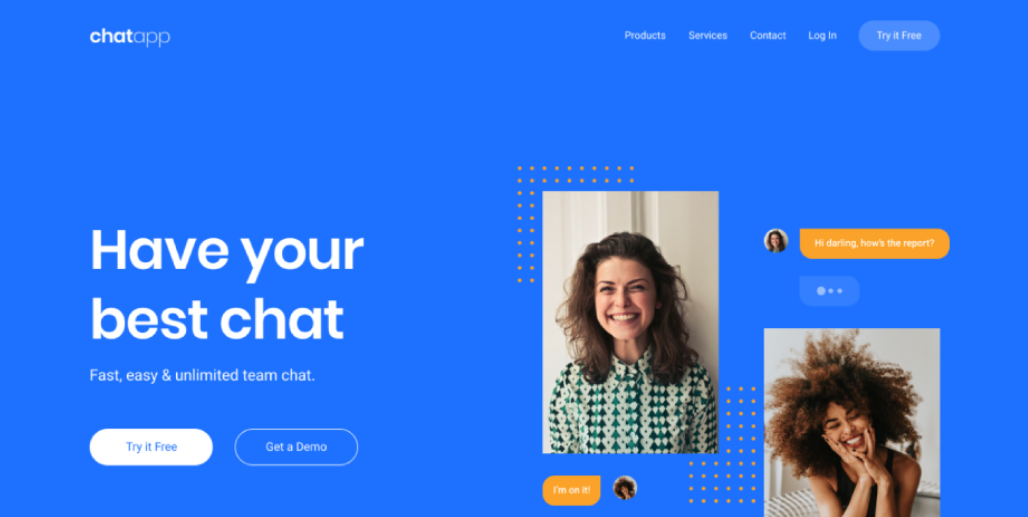 chatapp
Products Services Contact Log In Try it Free
Have your
best chat
Fast, easy & unlimited team chat.
Try it Free Get a Demo
Hi darling, how's the report?
I'm on it!